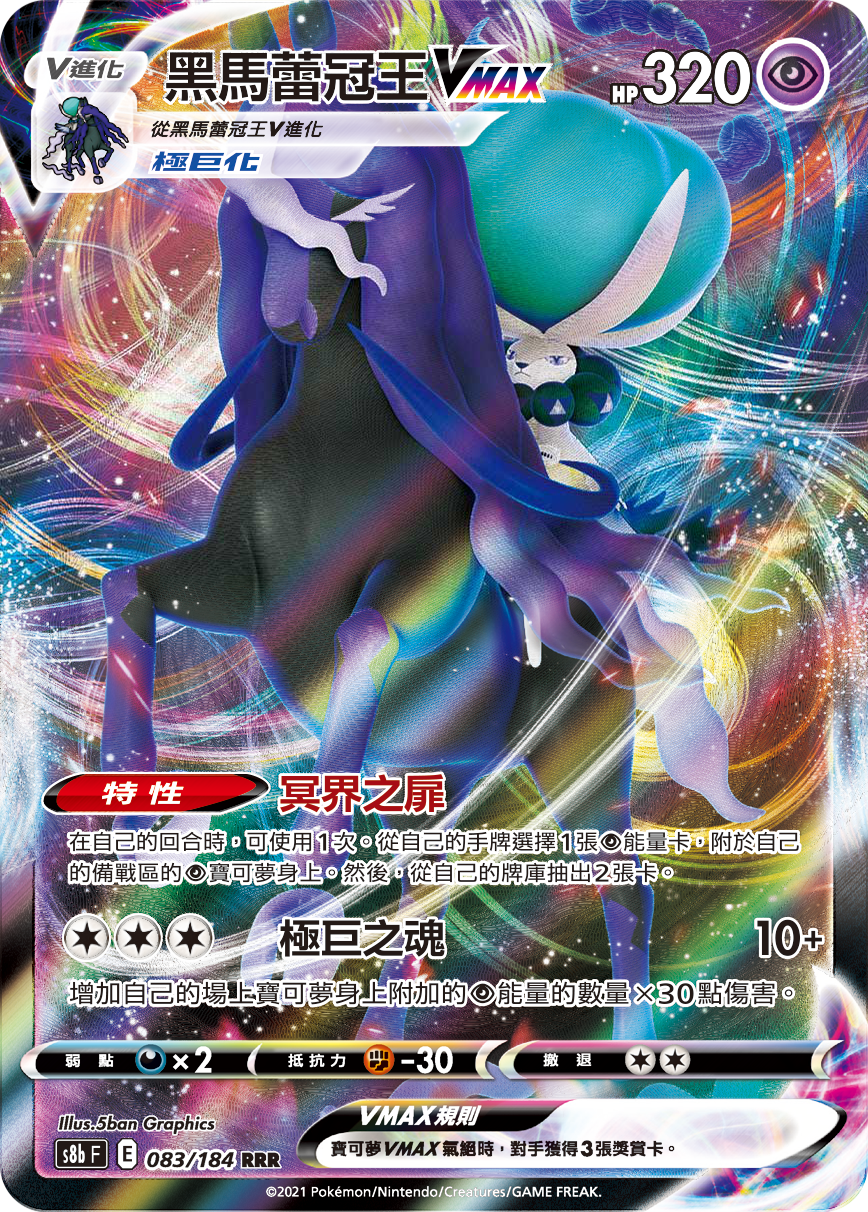 V進化
黑馬蕾冠王VMAX
HP 320
從黑馬蕾冠王V進化
極巨化
特性 冥界之扉
在自己的回合時，可使用1次。從自己的手牌選擇1張能量卡，附於自己
的備戰區的寶可夢身上。然後，從自己的牌庫抽出2張卡。
極巨之魂 10+
增加自己的場上寶可夢身上附加的能量的數量×30點傷害。
弱點 ×2 抵抗力 -30 撤退
Illus.5ban Graphics
VMAX規則
寶可夢VMAX氣絕時，對手獲得3張獎賞卡。
s8b F E 083/184 RRR
©2021 Pokémon/Nintendo/Creatures/GAME FREAK.